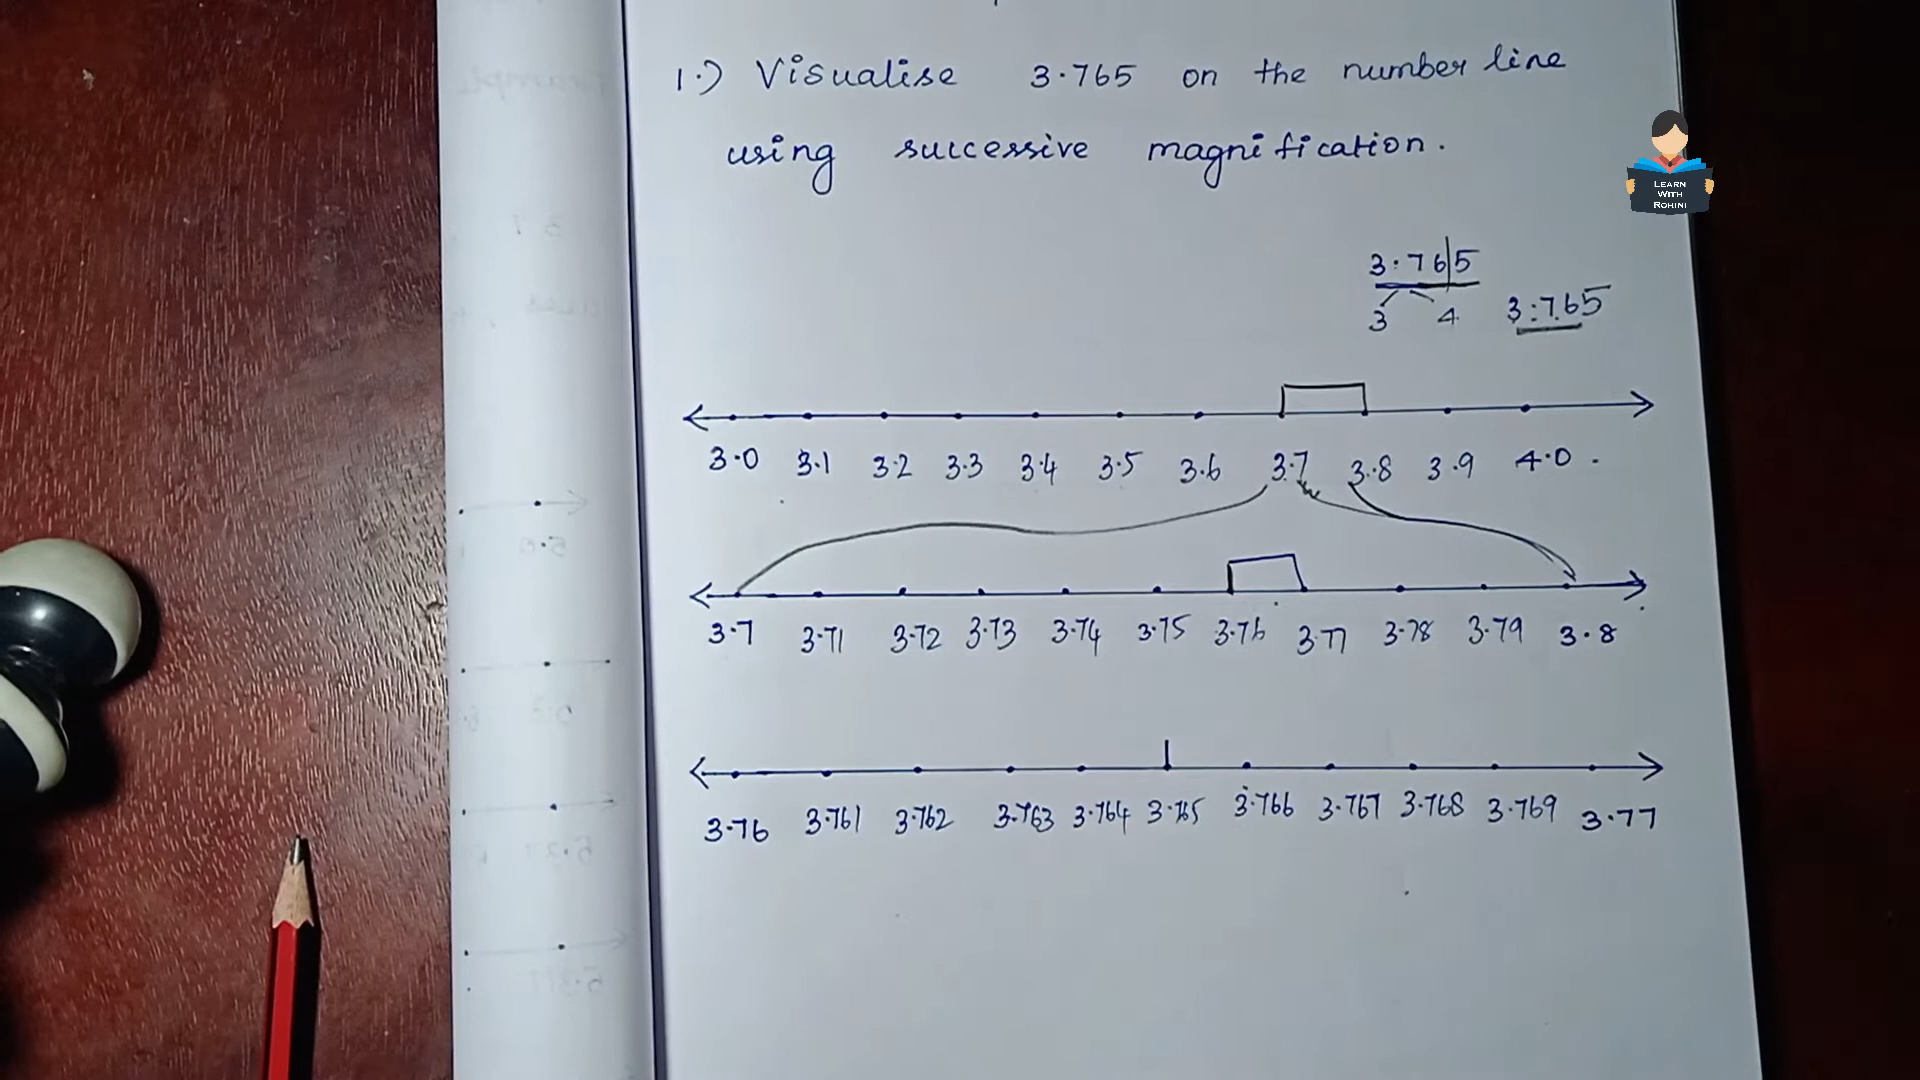 1.) Visualise 3.765 on the number line
using successive magnification.
LEARN
WITH
ROHINI
3.765
3 4
3.765
3.0 3.1 3.2 3.3 3.4 3.5 3.6 3.7 3.8 3.9 4.0.
3.7 3.71 3.72 3.73 3.74 3.75 3.76 3.77 3.78 3.79 3.8
3.76 3.761 3.762 3.763 3.764 3.765 3.766 3.767 3.768 3.769 3.77